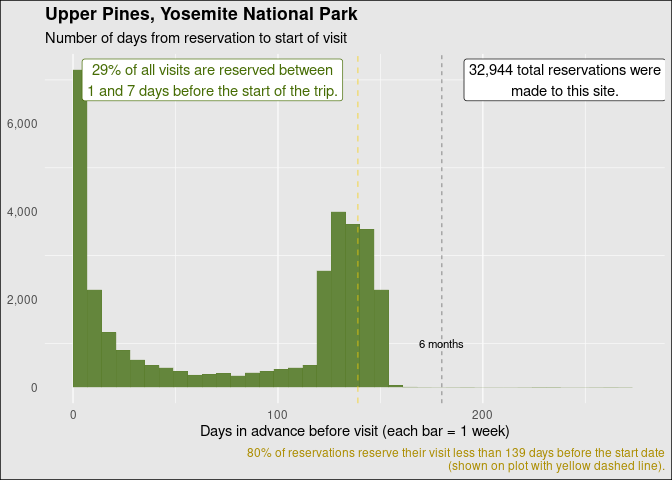 Upper Pines, Yosemite National Park
Number of days from reservation to start of visit
29% of all visits are reserved between
1 and 7 days before the start of the trip.
32,944 total reservations were
made to this site.
6,000
4,000
2,000
6 months
0
0
100
200
Days in advance before visit (each bar = 1 week)
80% of reservations reserve their visit less than 139 days before the start date
(shown on plot with yellow dashed line).